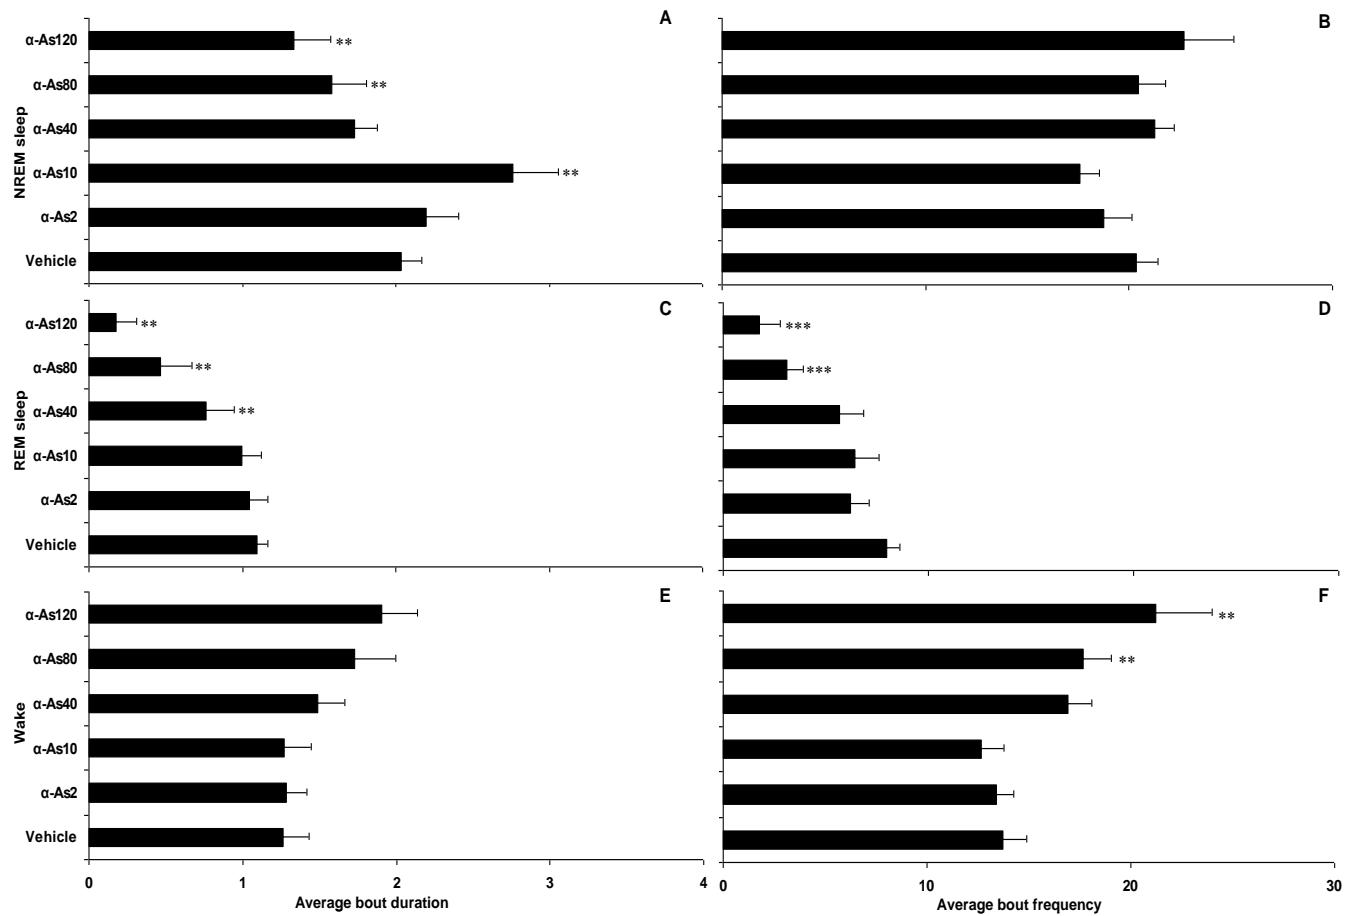 A
B
α-As120
**
α-As80
**
α-As40
α-As10
**
α-As2
Vehicle
NREM sleep
C
D
α-As120
**
***
α-As80
**
***
α-As40
**
α-As10
α-As2
Vehicle
REM sleep
E
F
α-As120
**
α-As80
**
α-As40
α-As10
α-As2
Vehicle
Wake
0 1 2 3 4
Average bout duration
0 10 20 30
Average bout frequency